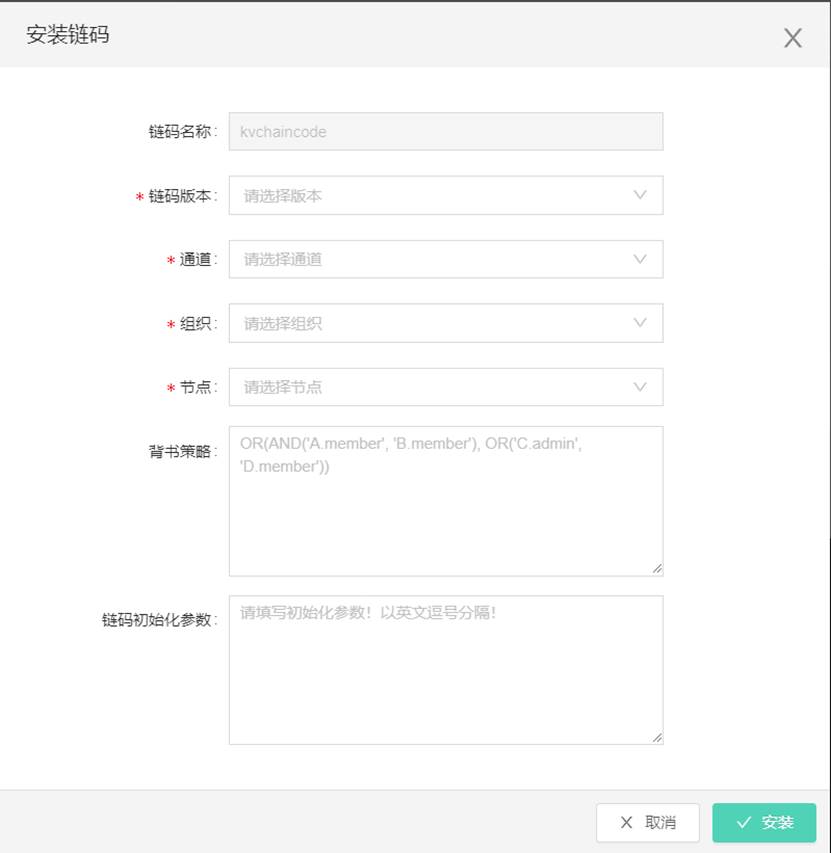 安装链码
链码名称: kvchaincode
* 链码版本: 请选择版本
* 通道: 请选择通道
* 组织: 请选择组织
* 节点: 请选择节点
背书策略: OR(AND('A.member', 'B.member'), OR('C.admin',
'D.member'))
链码初始化参数: 请填写初始化参数！以英文逗号分隔！
取消 安装